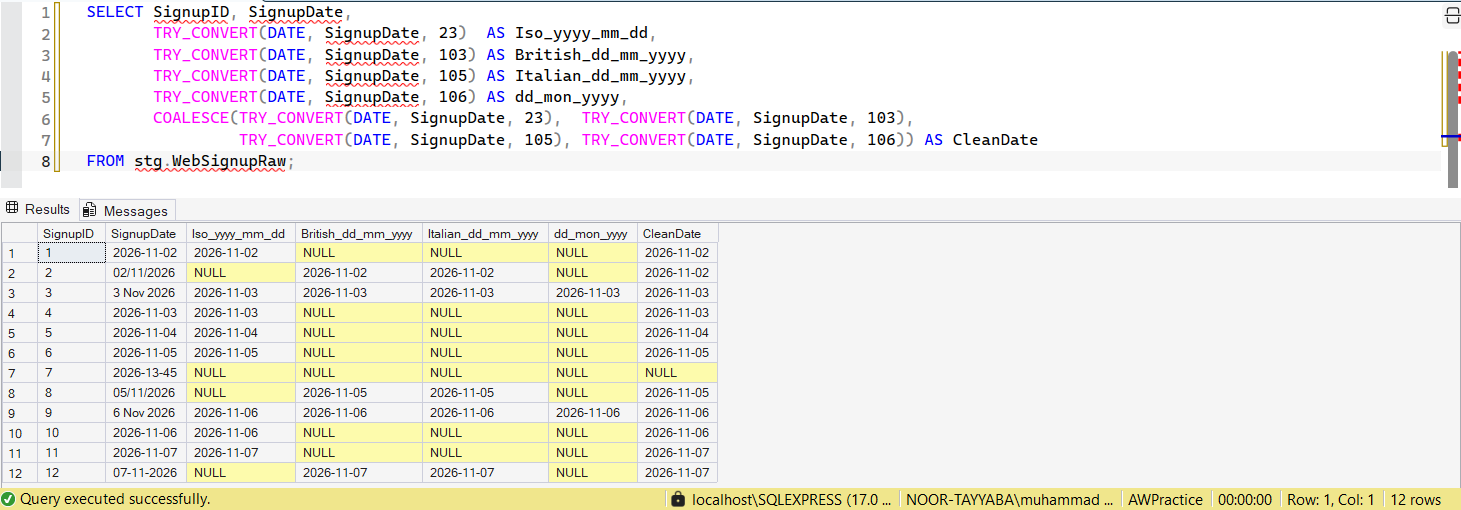 1 SELECT SignupID, SignupDate,
2 TRY_CONVERT(DATE, SignupDate, 23)  AS Iso_yyyy_mm_dd,
3 TRY_CONVERT(DATE, SignupDate, 103) AS British_dd_mm_yyyy,
4 TRY_CONVERT(DATE, SignupDate, 105) AS Italian_dd_mm_yyyy,
5 TRY_CONVERT(DATE, SignupDate, 106) AS dd_mon_yyyy,
6 COALESCE(TRY_CONVERT(DATE, SignupDate, 23),  TRY_CONVERT(DATE, SignupDate, 103),
7 TRY_CONVERT(DATE, SignupDate, 105), TRY_CONVERT(DATE, SignupDate, 106)) AS CleanDate
8 FROM stg.WebSignupRaw;
Results Messages
SignupID SignupDate Iso_yyyy_mm_dd British_dd_mm_yyyy Italian_dd_mm_yyyy dd_mon_yyyy CleanDate
1 1 2026-11-02 2026-11-02 NULL NULL NULL 2026-11-02
2 2 02/11/2026 NULL 2026-11-02 2026-11-02 NULL 2026-11-02
3 3 3 Nov 2026 2026-11-03 2026-11-03 2026-11-03 2026-11-03 2026-11-03
4 4 2026-11-03 2026-11-03 NULL NULL NULL 2026-11-03
5 5 2026-11-04 2026-11-04 NULL NULL NULL 2026-11-04
6 6 2026-11-05 2026-11-05 NULL NULL NULL 2026-11-05
7 7 2026-13-45 NULL NULL NULL NULL NULL
8 8 05/11/2026 NULL 2026-11-05 2026-11-05 NULL 2026-11-05
9 9 6 Nov 2026 2026-11-06 2026-11-06 2026-11-06 2026-11-06 2026-11-06
10 10 2026-11-06 2026-11-06 NULL NULL NULL 2026-11-06
11 11 2026-11-07 2026-11-07 NULL NULL NULL 2026-11-07
12 12 07-11-2026 NULL 2026-11-07 2026-11-07 NULL 2026-11-07
Query executed successfully. localhost\SQLEXPRESS (17.0 ... NOOR-TAYYABA\muhammad ... AWPractice 00:00:00 Row: 1, Col: 1 12 rows